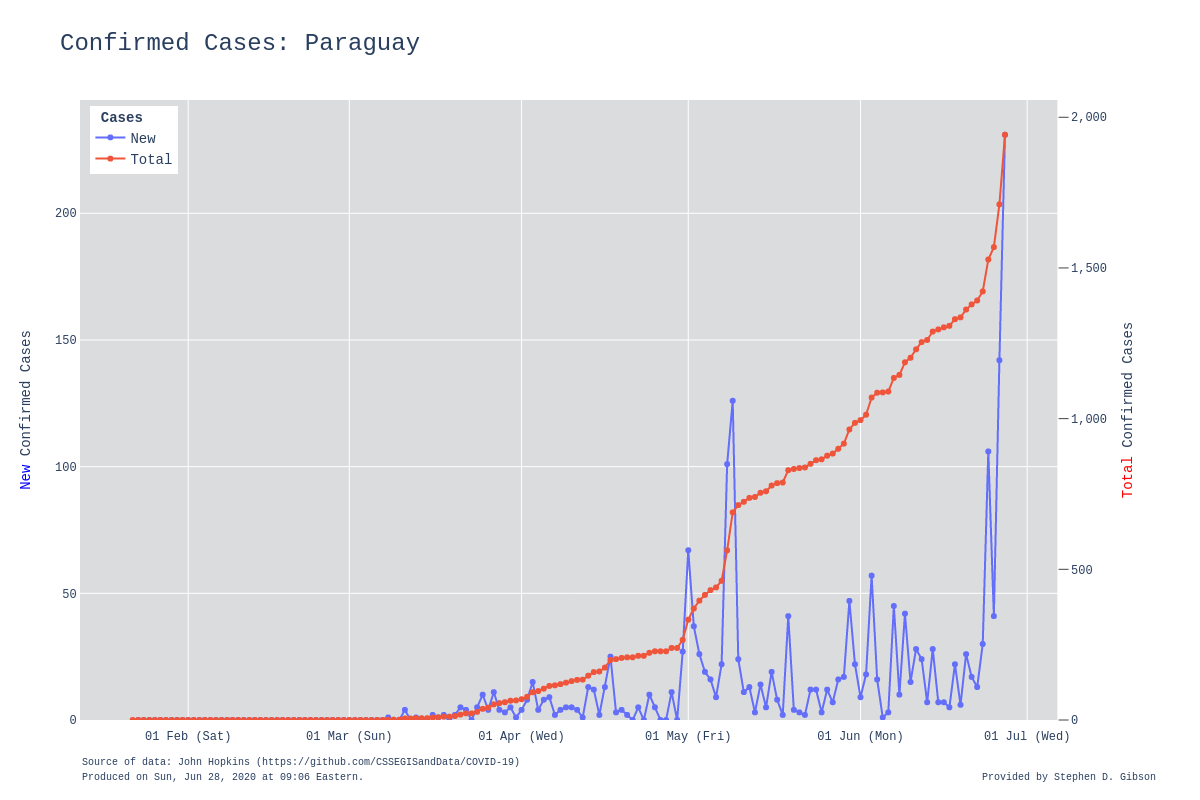 Confirmed Cases: Paraguay
Cases
New
Total
200
150
100
50
0
2,000
1,500
1,000
500
0
New Confirmed Cases
Total Confirmed Cases
01 Feb (Sat)
01 Mar (Sun)
01 Apr (Wed)
01 May (Fri)
01 Jun (Mon)
01 Jul (Wed)
Source of data: John Hopkins (https://github.com/CSSEGISandData/COVID-19)
Produced on Sun, Jun 28, 2020 at 09:06 Eastern.
Provided by Stephen D. Gibson